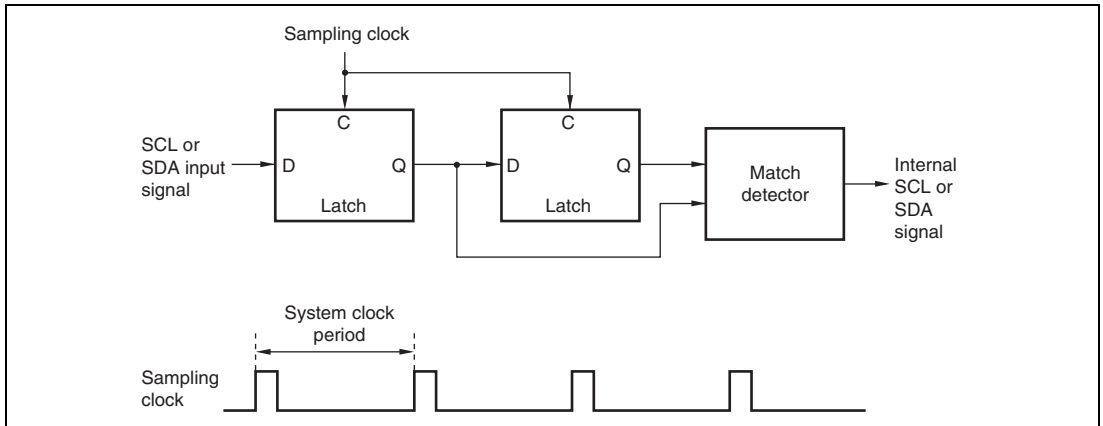 Sampling clock
C
C
SCL or
SDA input
signal
D
Q
Latch
D
Q
Latch
Match
detector
Internal
SCL or
SDA
signal
System clock
period
Sampling
clock